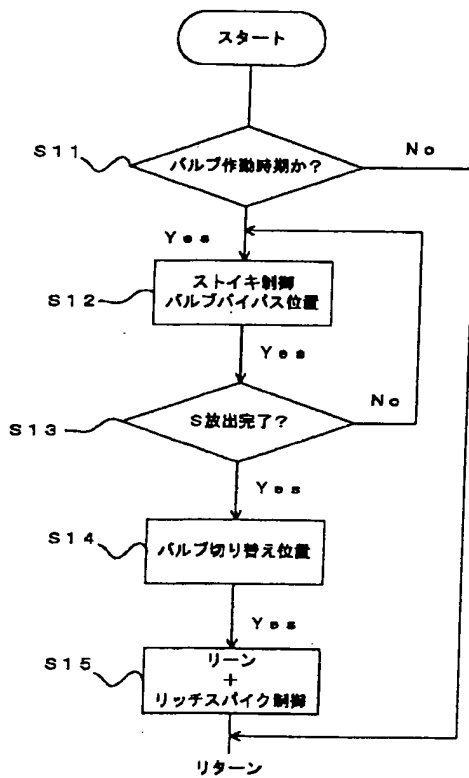 スタート
S11
バルブ作動時期か?
No
Yes
S12
ストイキ制御
バルブバイパス位置
Yes
S13
S放出完了?
No
Yes
S14
バルブ切り替え位置
Yes
S15
リーン
+
リッチスパイク制御
リターン